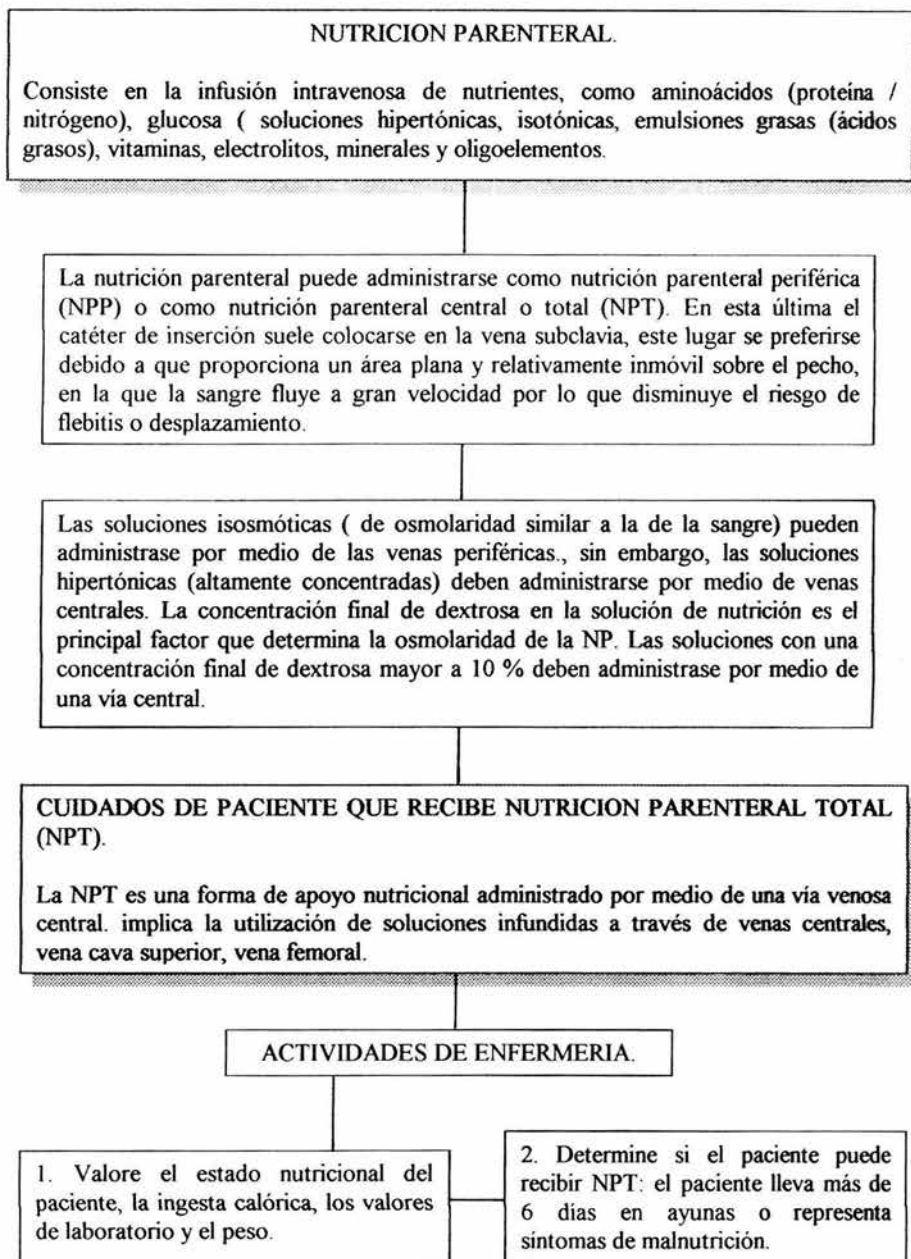 NUTRICION PARENTERAL.
Consiste en la infusión intravenosa de nutrientes, como aminoácidos (proteína /
nitrógeno), glucosa ( soluciones hipertónicas, isotónicas, emulsiones grasas (ácidos
grasos), vitaminas, electrolitos, minerales y oligoelementos.
La nutrición parenteral puede administrarse como nutrición parenteral periférica
(NPP) o como nutrición parenteral central o total (NPT). En esta última el
catéter de inserción suele colocarse en la vena subclavia, este lugar se preferirse
debido a que proporciona un área plana y relativamente inmóvil sobre el pecho,
en la que la sangre fluye a gran velocidad por lo que disminuye el riesgo de
flebitis o desplazamiento.
Las soluciones isosmóticas ( de osmolaridad similar a la de la sangre) pueden
administrase por medio de las venas periféricas., sin embargo, las soluciones
hipertónicas (altamente concentradas) deben administrarse por medio de venas
centrales. La concentración final de dextrosa en la solución de nutrición es el
principal factor que determina la osmolaridad de la NP. Las soluciones con una
concentración final de dextrosa mayor a 10 % deben administrase por medio de
una vía central.
CUIDADOS DE PACIENTE QUE RECIBE NUTRICION PARENTERAL TOTAL
(NPT).
La NPT es una forma de apoyo nutricional administrado por medio de una vía venosa
central. implica la utilización de soluciones infundidas a través de venas centrales,
vena cava superior, vena femoral.
ACTIVIDADES DE ENFERMERIA.
1. Valore el estado nutricional del
paciente, la ingesta calórica, los valores
de laboratorio y el peso.
2. Determine si el paciente puede
recibir NPT: el paciente lleva más de
6 días en ayunas o representa
síntomas de malnutrición.